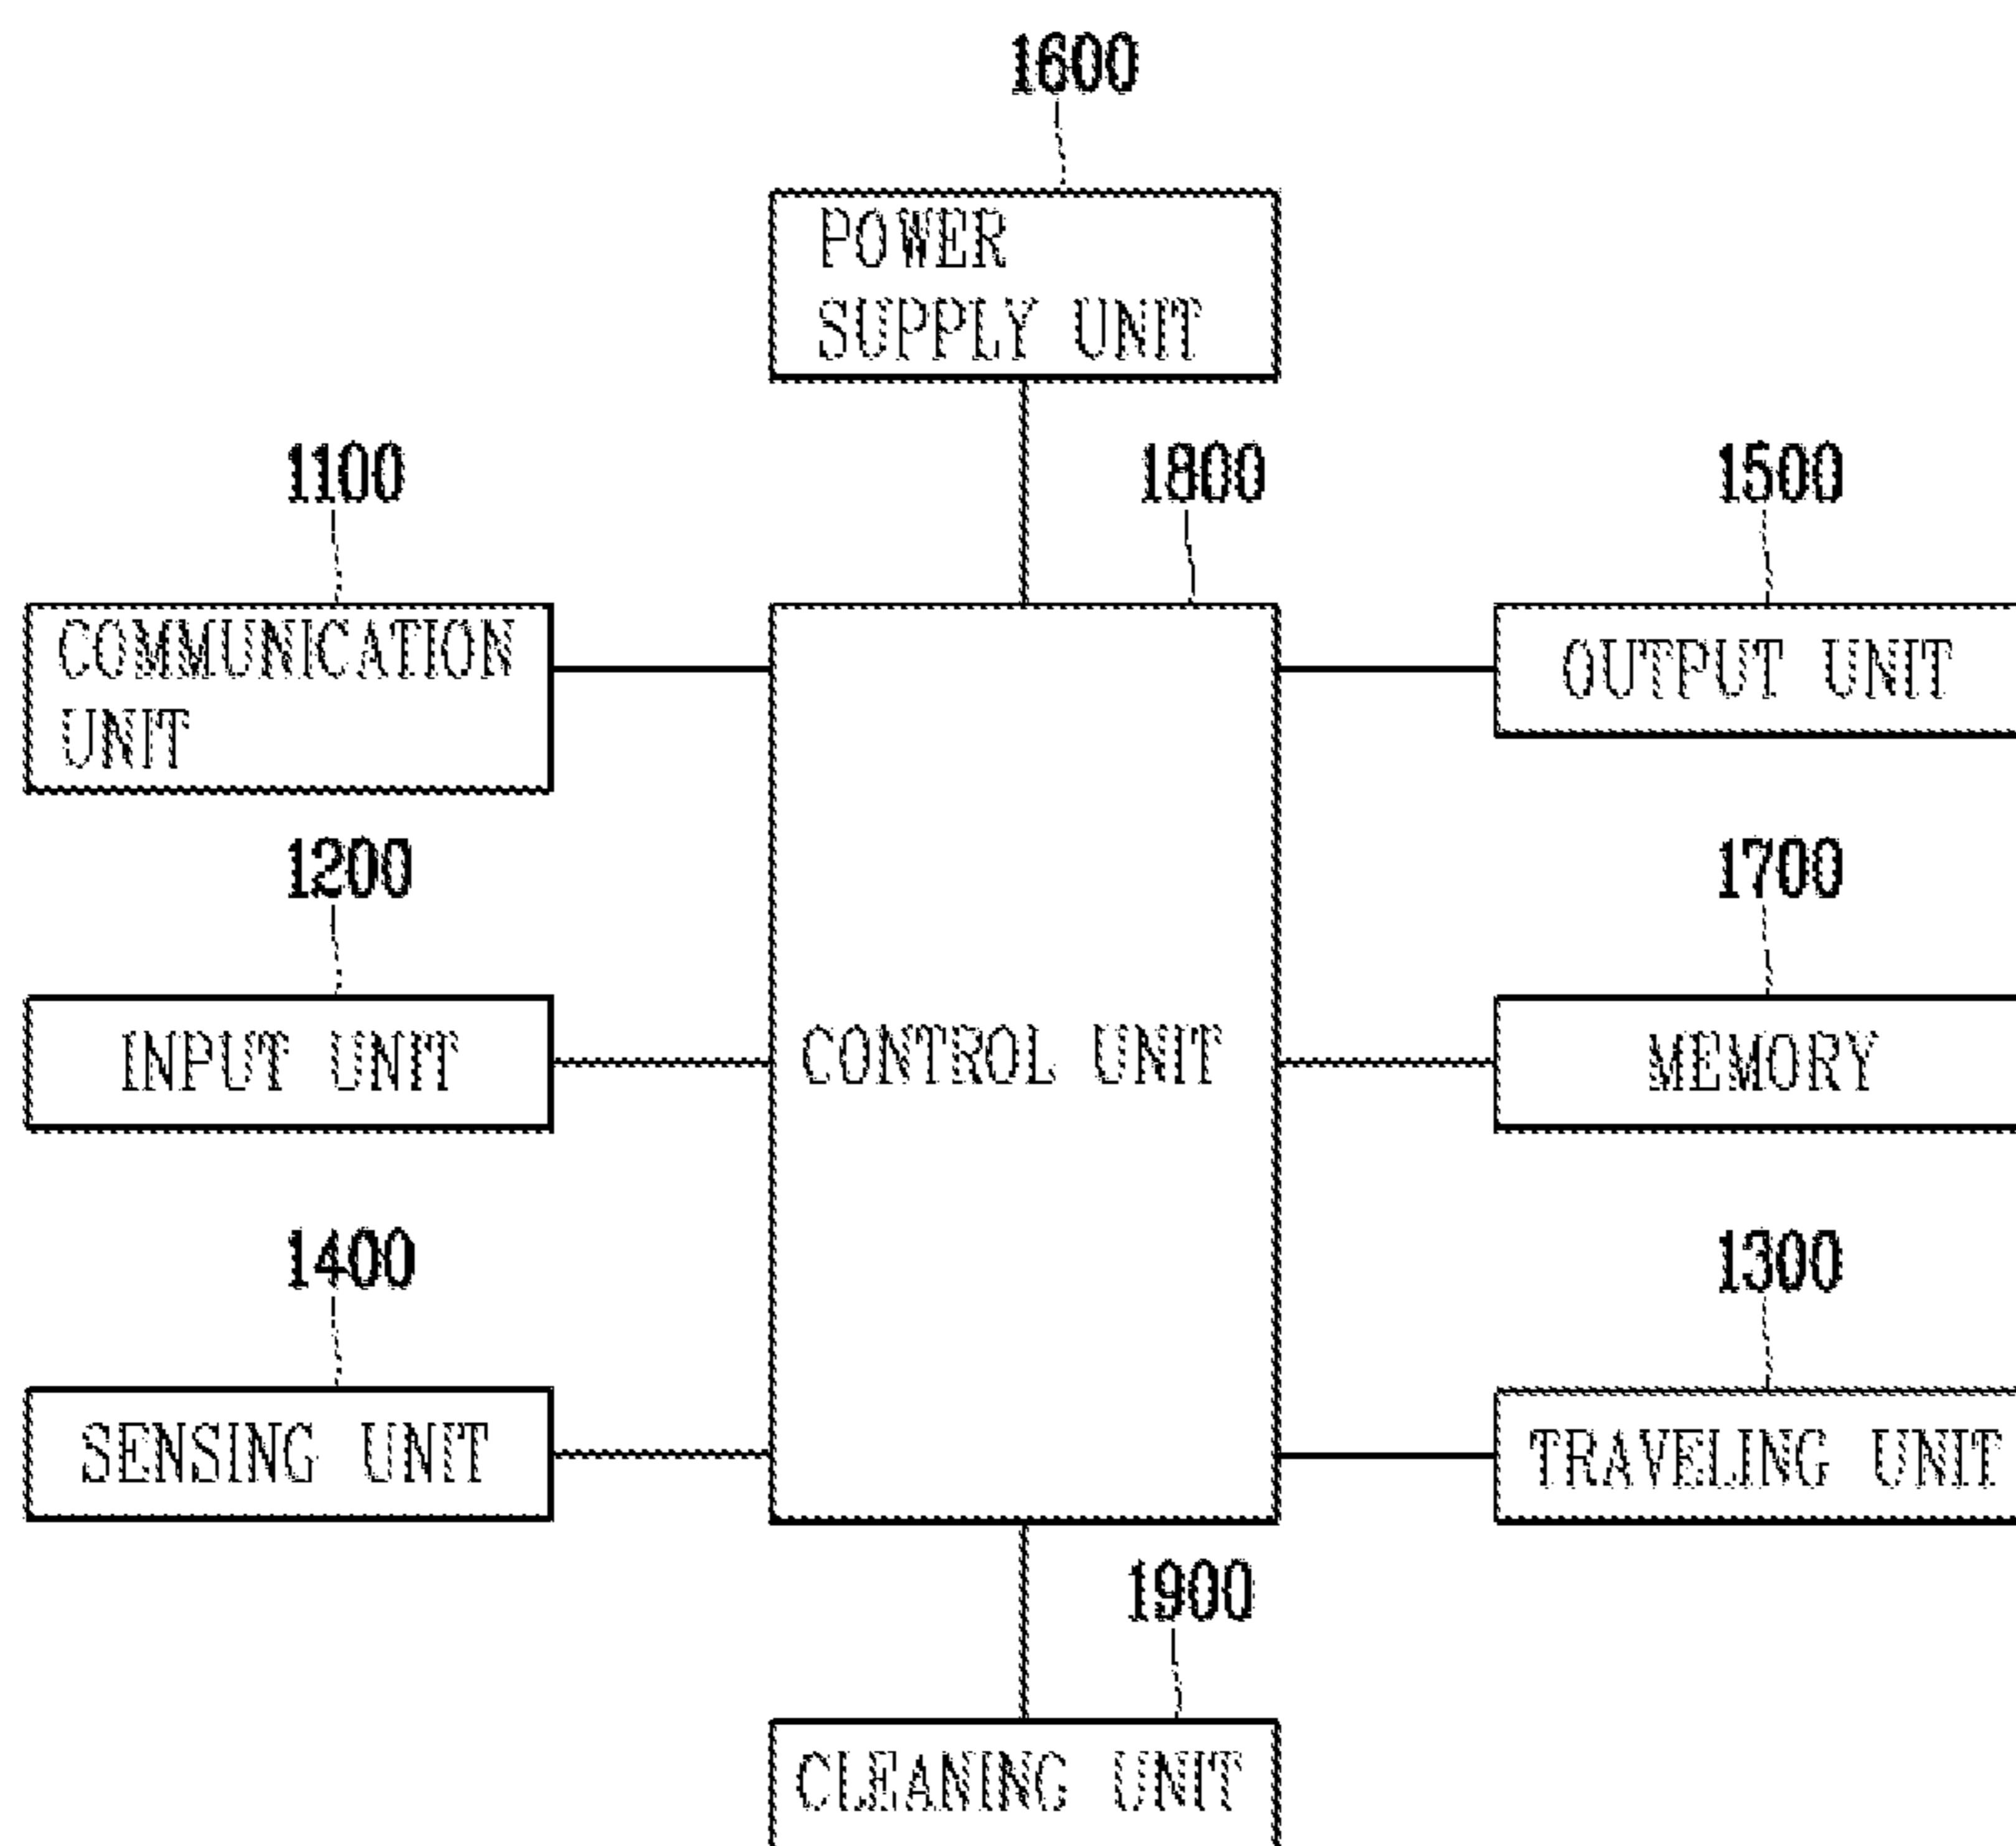 1600
POWER
SUPPLY UNIT
1100
1800
1500
COMMUNICATION
UNIT
OUTPUT UNIT
1200
1700
INPUT UNIT
CONTROL UNIT
MEMORY
1400
1300
SENSING UNIT
TRAVELING UNIT
1900
CLEANING UNIT